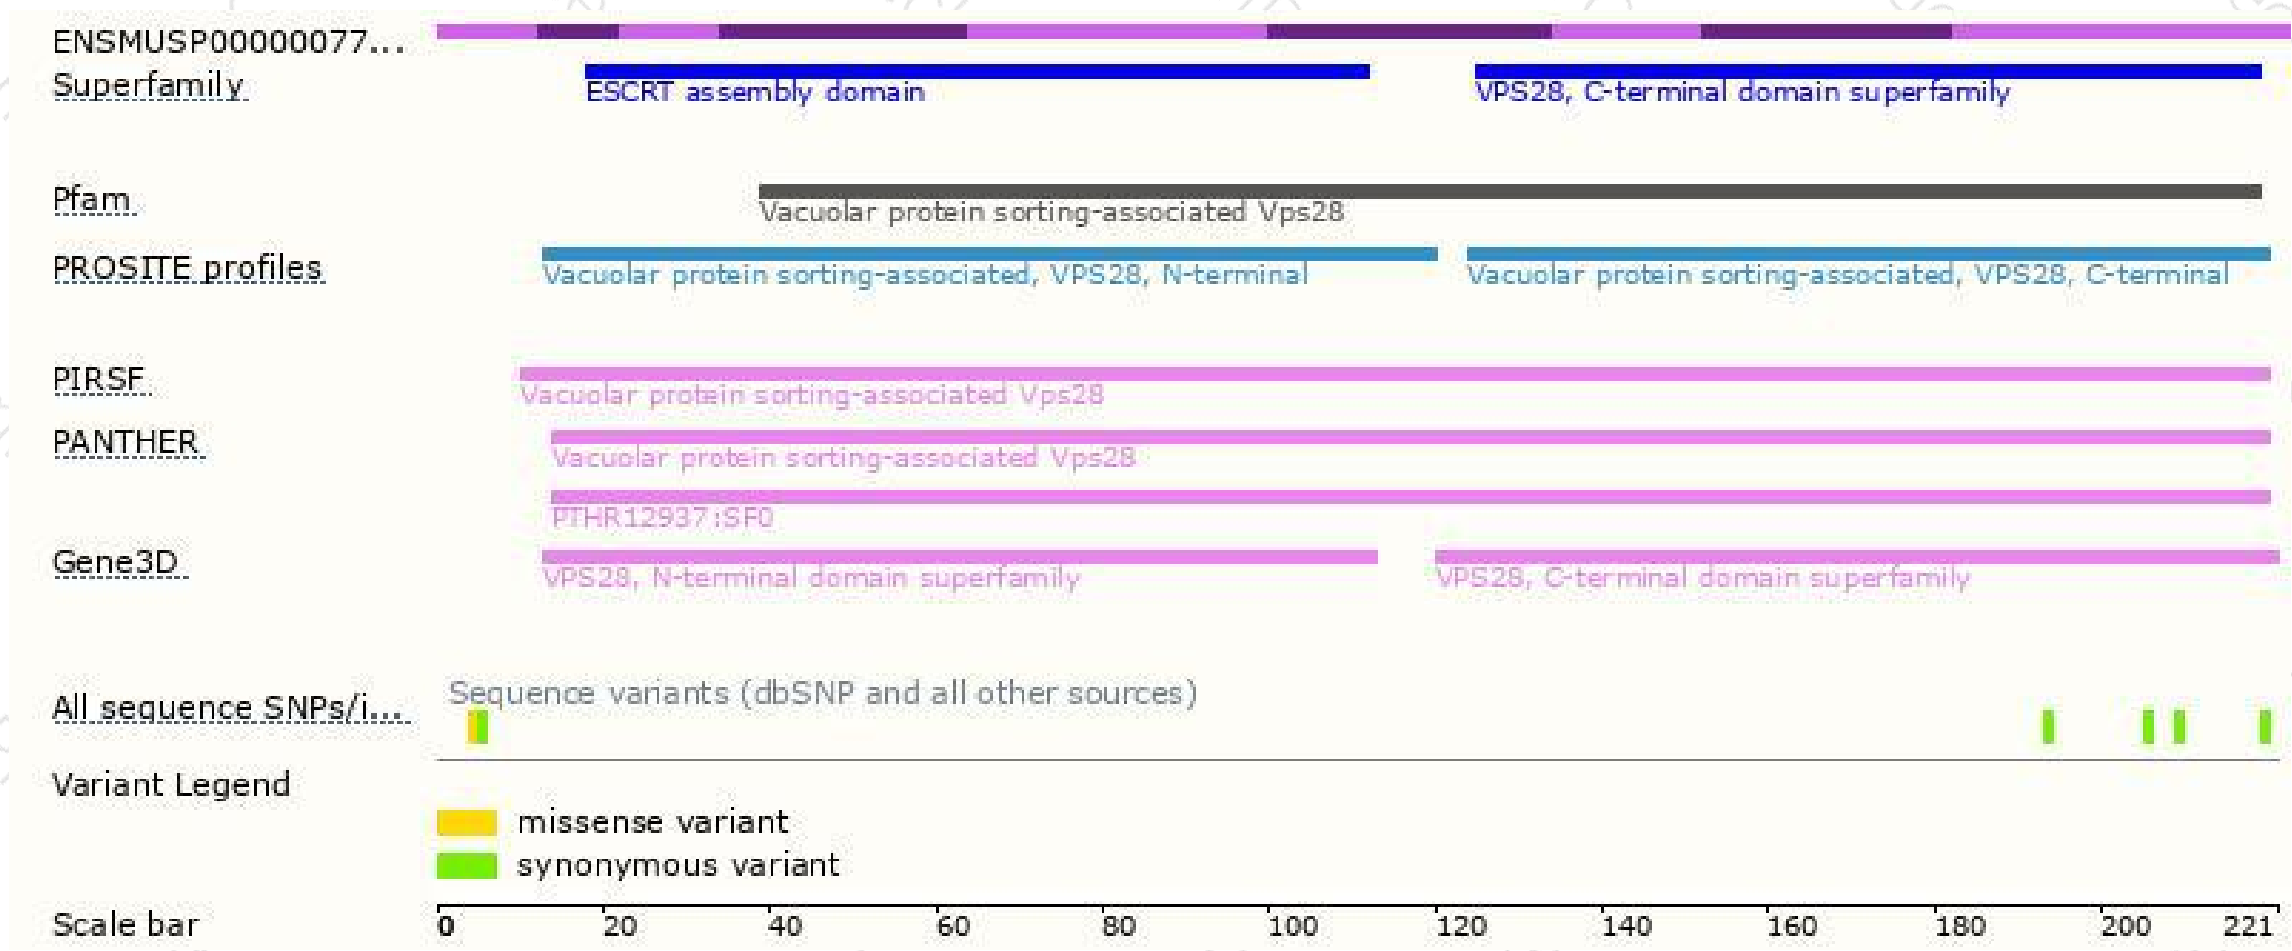 ENSMUSP00000077...
Superfamily
ESCRT assembly domain
VPS28, C-terminal domain superfamily
Pfam
Vacuolar protein sorting-associated Vps28
PROSITE profiles
Vacuolar protein sorting-associated, VPS28, N-terminal
Vacuolar protein sorting-associated, VPS28, C-terminal
PIRSF
Vacuolar protein sorting-associated Vps28
PANTHER
Vacuolar protein sorting-associated Vps28
PTHR12937:SF0
Gene3D
VPS28, N-terminal domain superfamily
VPS28, C-terminal domain superfamily
Sequence variants (dbSNP and all other sources)
All sequence SNPs/i...
Variant Legend
missense variant
synonymous variant
Scale bar 0 20 40 60 80 100 120 140 160 180 200 221